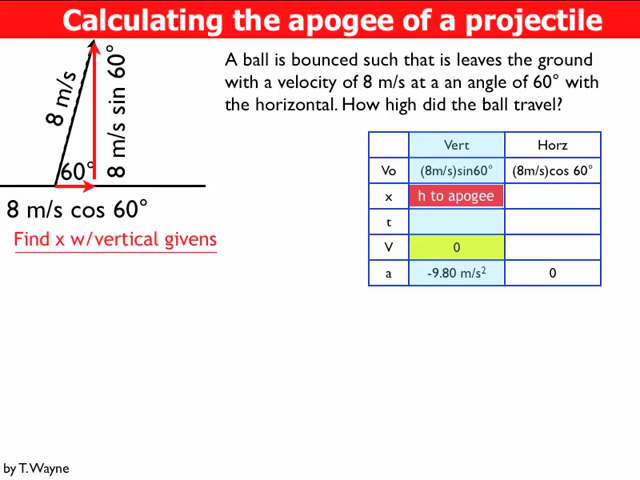 Calculating the apogee of a projectile
A ball is bounced such that is leaves the ground
with a velocity of 8 m/s at a an angle of 60° with
the horizontal. How high did the ball travel?
8 m/s
8 m/s sin 60°
60°
8 m/s cos 60°
Find x w/vertical givens
Vert Horz
Vo (8m/s)sin60° (8m/s)cos 60°
x h to apogee
t
V 0
a -9.80 m/s² 0
by T. Wayne